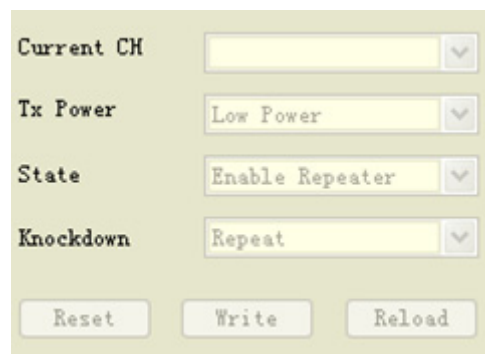 Current CH
Tx Power Low Power
State Enable Repeater
Knockdown Repeat
Reset Write Reload